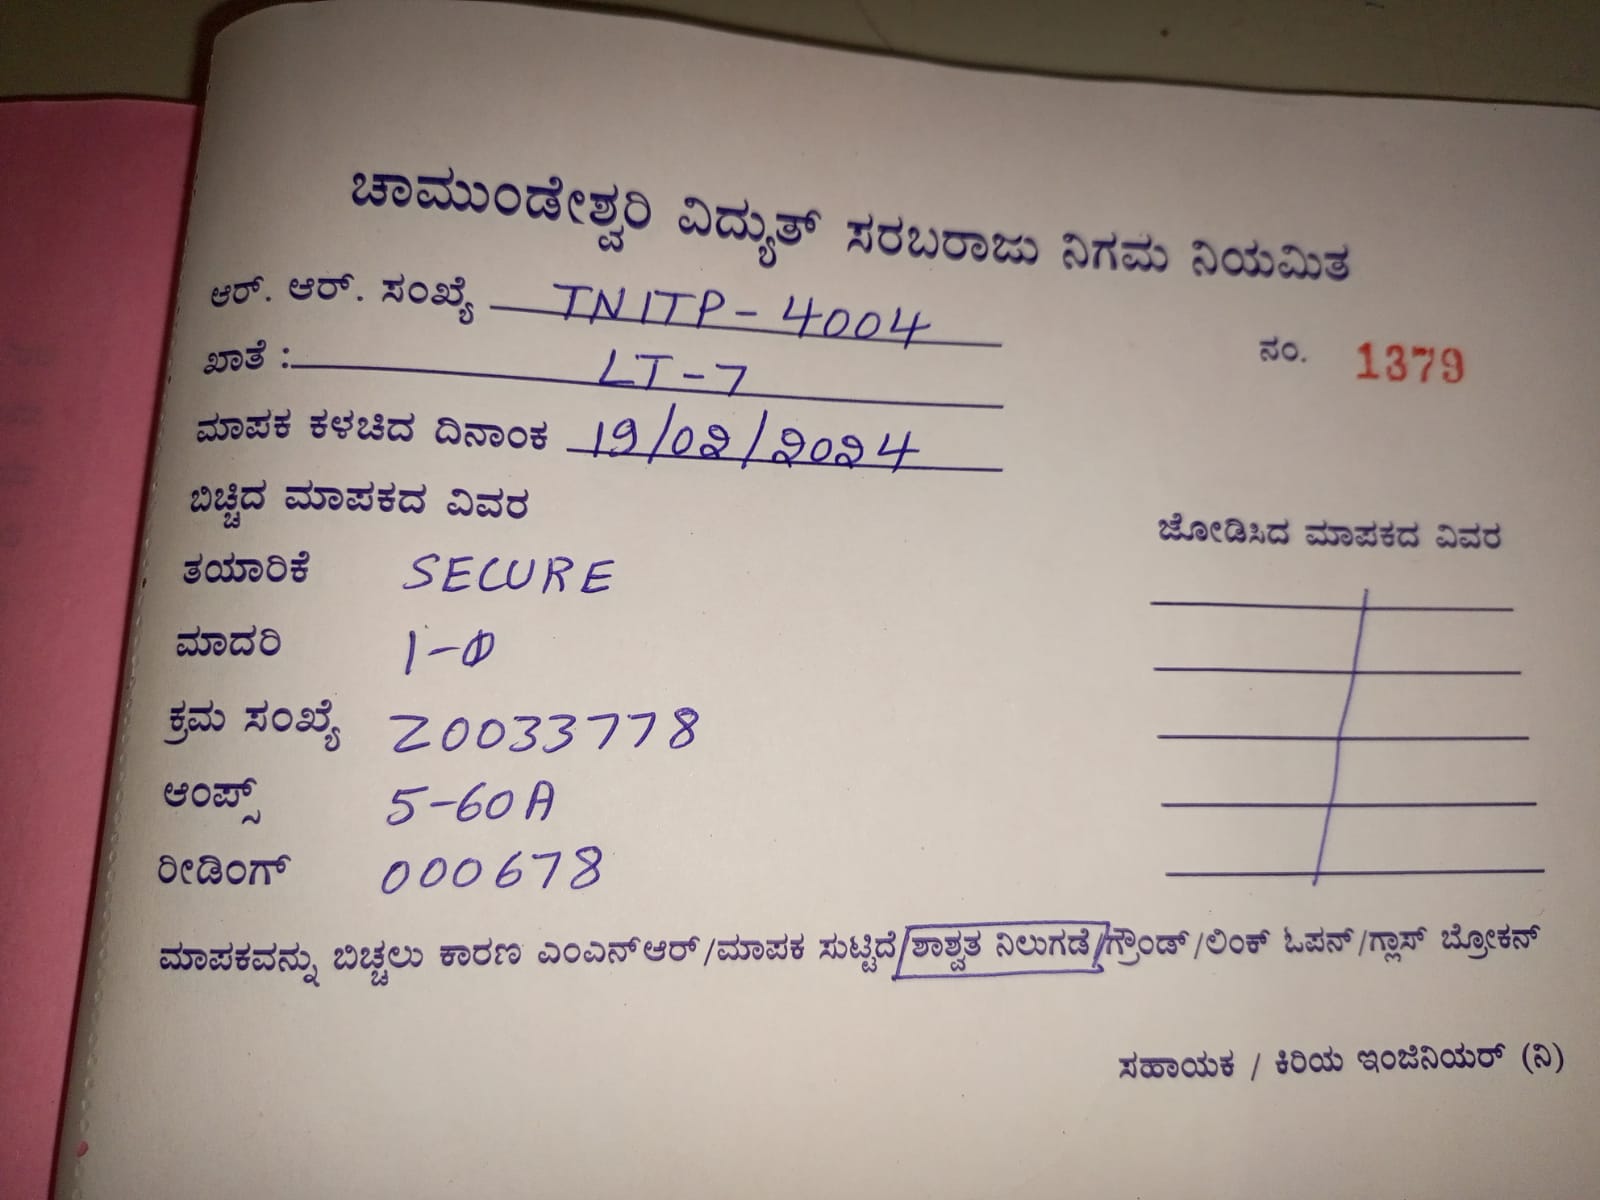 ಚಾಮುಂಡೇಶ್ವರಿ ವಿದ್ಯುತ್ ಸರಬರಾಜು ನಿಗಮ ನಿಯಮಿತ
ಆರ್. ಆರ್. ಸಂಖ್ಯೆ TNITP-4004
ನಂ. 1379
ಖಾತೆ : LT-7
ಮಾಪಕ ಕಳಚಿದ ದಿನಾಂಕ 19/02/2024
ಬಿಚ್ಚಿದ ಮಾಪಕದ ವಿವರ
ಜೋಡಿಸಿದ ಮಾಪಕದ ವಿವರ
ತಯಾರಿಕೆ SECURE
ಮಾದರಿ 1-Φ
ಕ್ರಮ ಸಂಖ್ಯೆ Z0033778
ಆಂಪ್ಸ್ 5-60A
ರೀಡಿಂಗ್ 000678
ಮಾಪಕವನ್ನು ಬಿಚ್ಚಲು ಕಾರಣ ಎಂಎನ್ಆರ್/ಮಾಪಕ ಸುಟ್ಟಿದೆ/ಶಾಶ್ವತ ನಿಲುಗಡೆ/ಗ್ರೌಂಡ್/ಲಿಂಕ್ ಓಪನ್/ಗ್ಲಾಸ್ ಬ್ರೋಕನ್
ಸಹಾಯಕ / ಕಿರಿಯ ಇಂಜಿನಿಯರ್ (ನಿ)